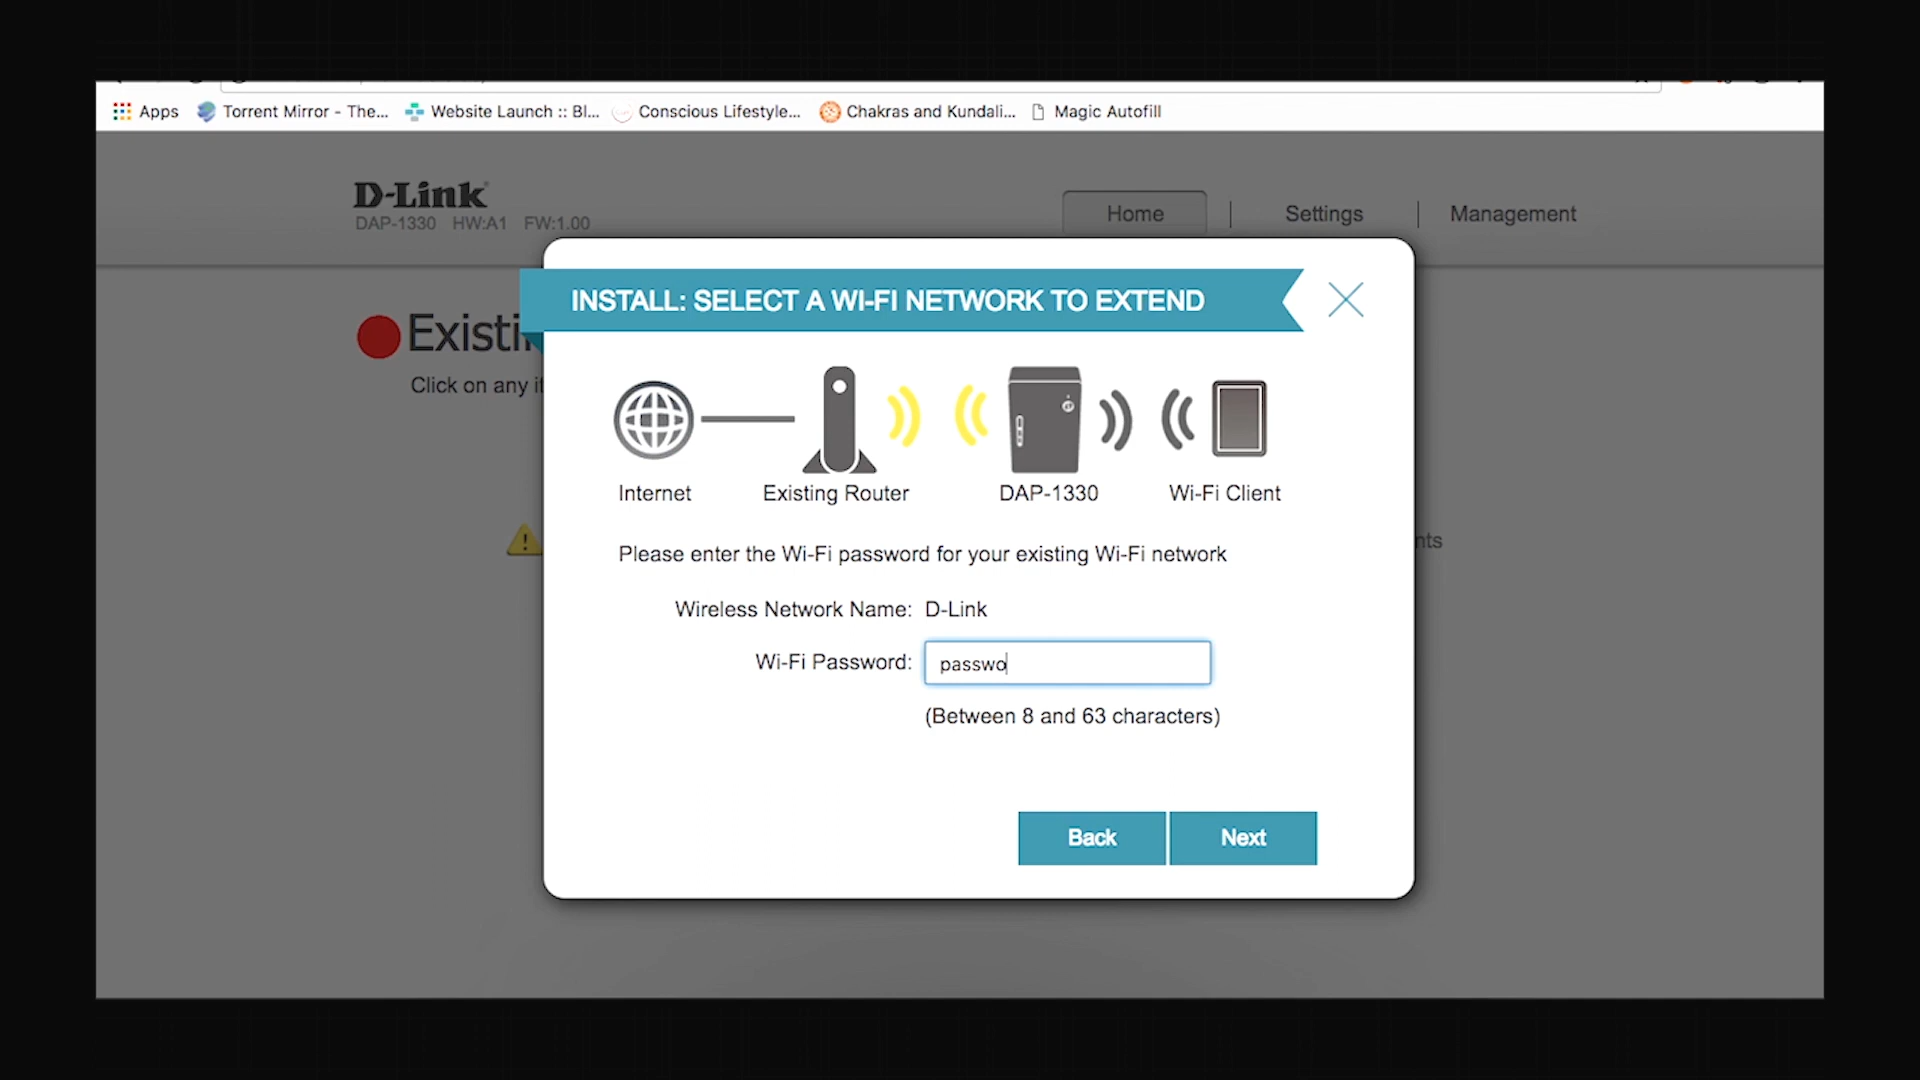 Apps Torrent Mirror - The... Website Launch :: Bl... Conscious Lifestyle... Chakras and Kundali... Magic Autofill
D-Link
DAP-1330 HW:A1 FW:1.00
Home Settings Management
INSTALL: SELECT A WI-FI NETWORK TO EXTEND
Click on any
Internet Existing Router DAP-1330 Wi-Fi Client
Please enter the Wi-Fi password for your existing Wi-Fi network
Wireless Network Name: D-Link
Wi-Fi Password: passwo
(Between 8 and 63 characters)
Back Next